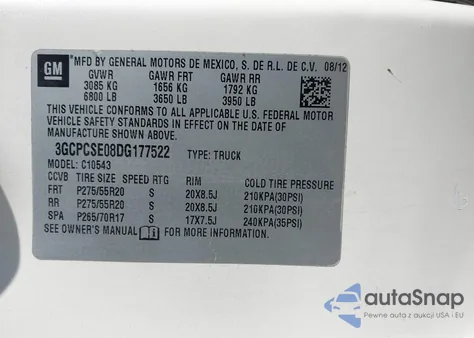 GM
*MFD BY GENERAL MOTORS DE MEXICO, S. DE R.L. DE C.V. 08/12
GVWR GAWR FRT GAWR RR
3085 KG 1656 KG 1792 KG
6800 LB 3650 LB 3950 LB
THIS VEHICLE CONFORMS TO ALL APPLICABLE U.S. FEDERAL MOTOR
VEHICLE SAFETY STANDARDS IN EFFECT ON THE DATE OF
MANUFACTURE SHOWN ABOVE.
3GCPCSE08DG177522 TYPE: TRUCK
MODEL: C10543
CCVB TIRE SIZE SPEED RTG RIM COLD TIRE PRESSURE
FRT P275/55R20 S 20X8.5J 210KPA(30PSI)
RR P275/55R20 S 20X8.5J 210KPA(30PSI)
SPA P265/70R17 S 17X7.5J 240KPA(35PSI)
SEE OWNER'S MANUAL FOR MORE INFORMATION.
autoSnap
Pewne auta z USA i EU